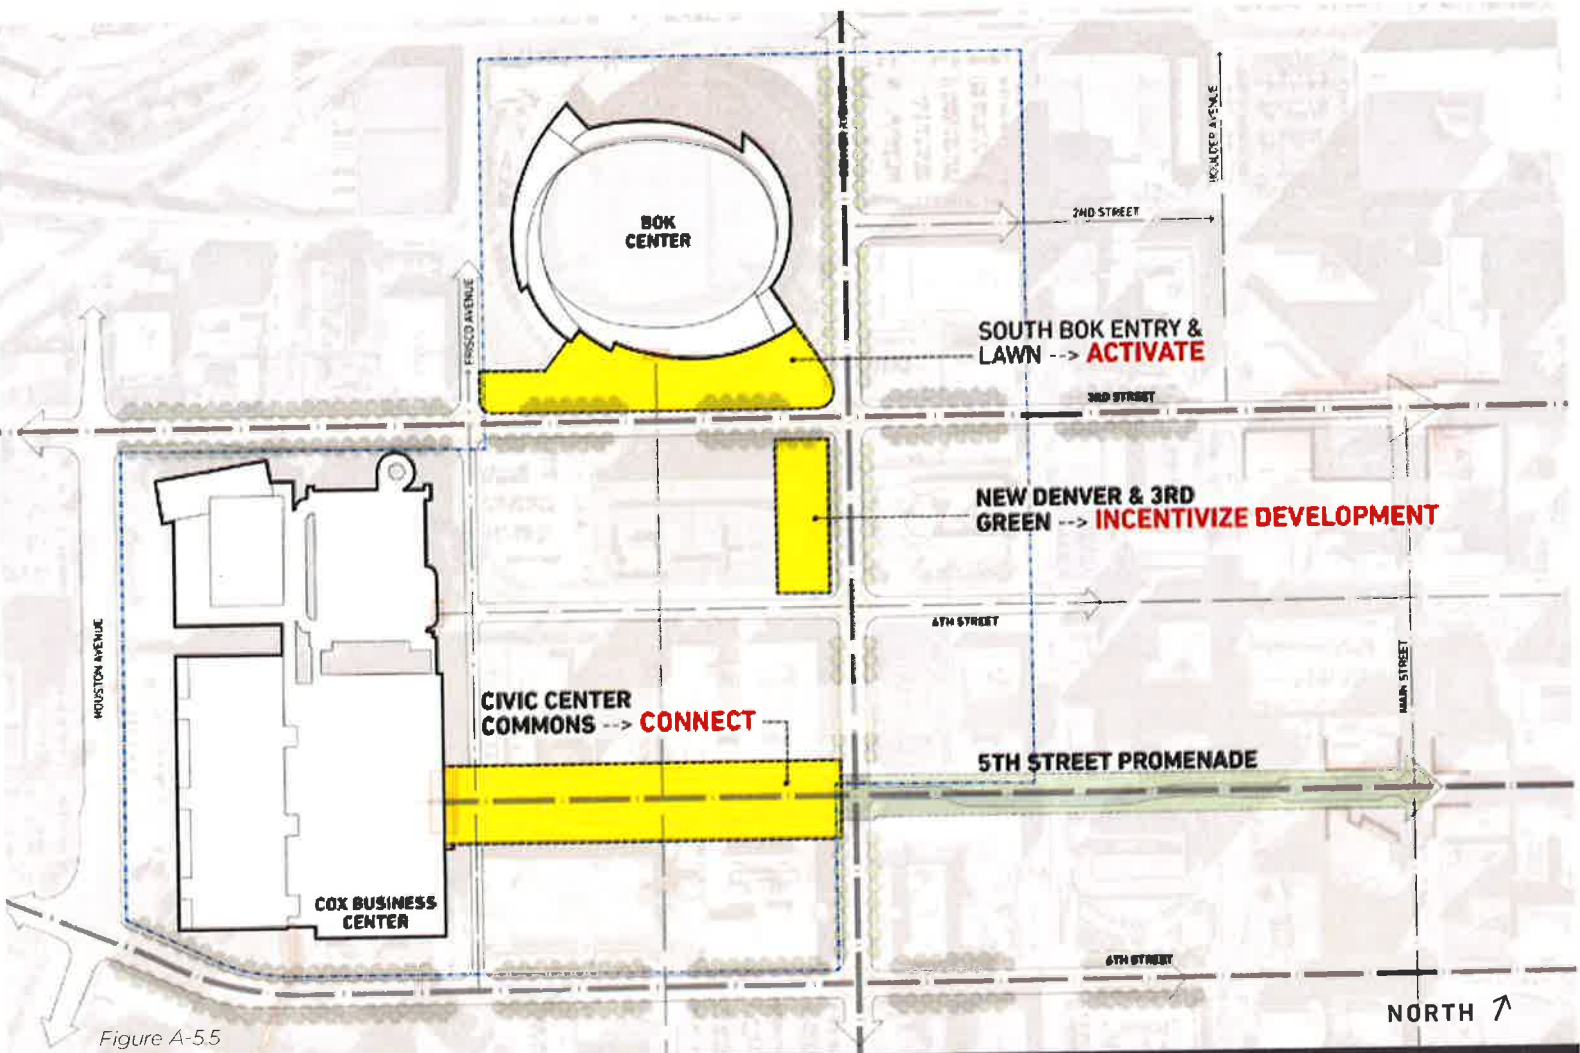 BOK
CENTER
DENVER AVENUE
BOULDER AVENUE
2ND STREET
FRISCO AVENUE
SOUTH BOK ENTRY &
LAWN --> ACTIVATE
3RD STREET
NEW DENVER & 3RD
GREEN --> INCENTIVIZE DEVELOPMENT
4TH STREET
HOUSTON AVENUE
MAIN STREET
CIVIC CENTER
COMMONS --> CONNECT
5TH STREET PROMENADE
COX BUSINESS
CENTER
6TH STREET
NORTH
Figure A-5.5